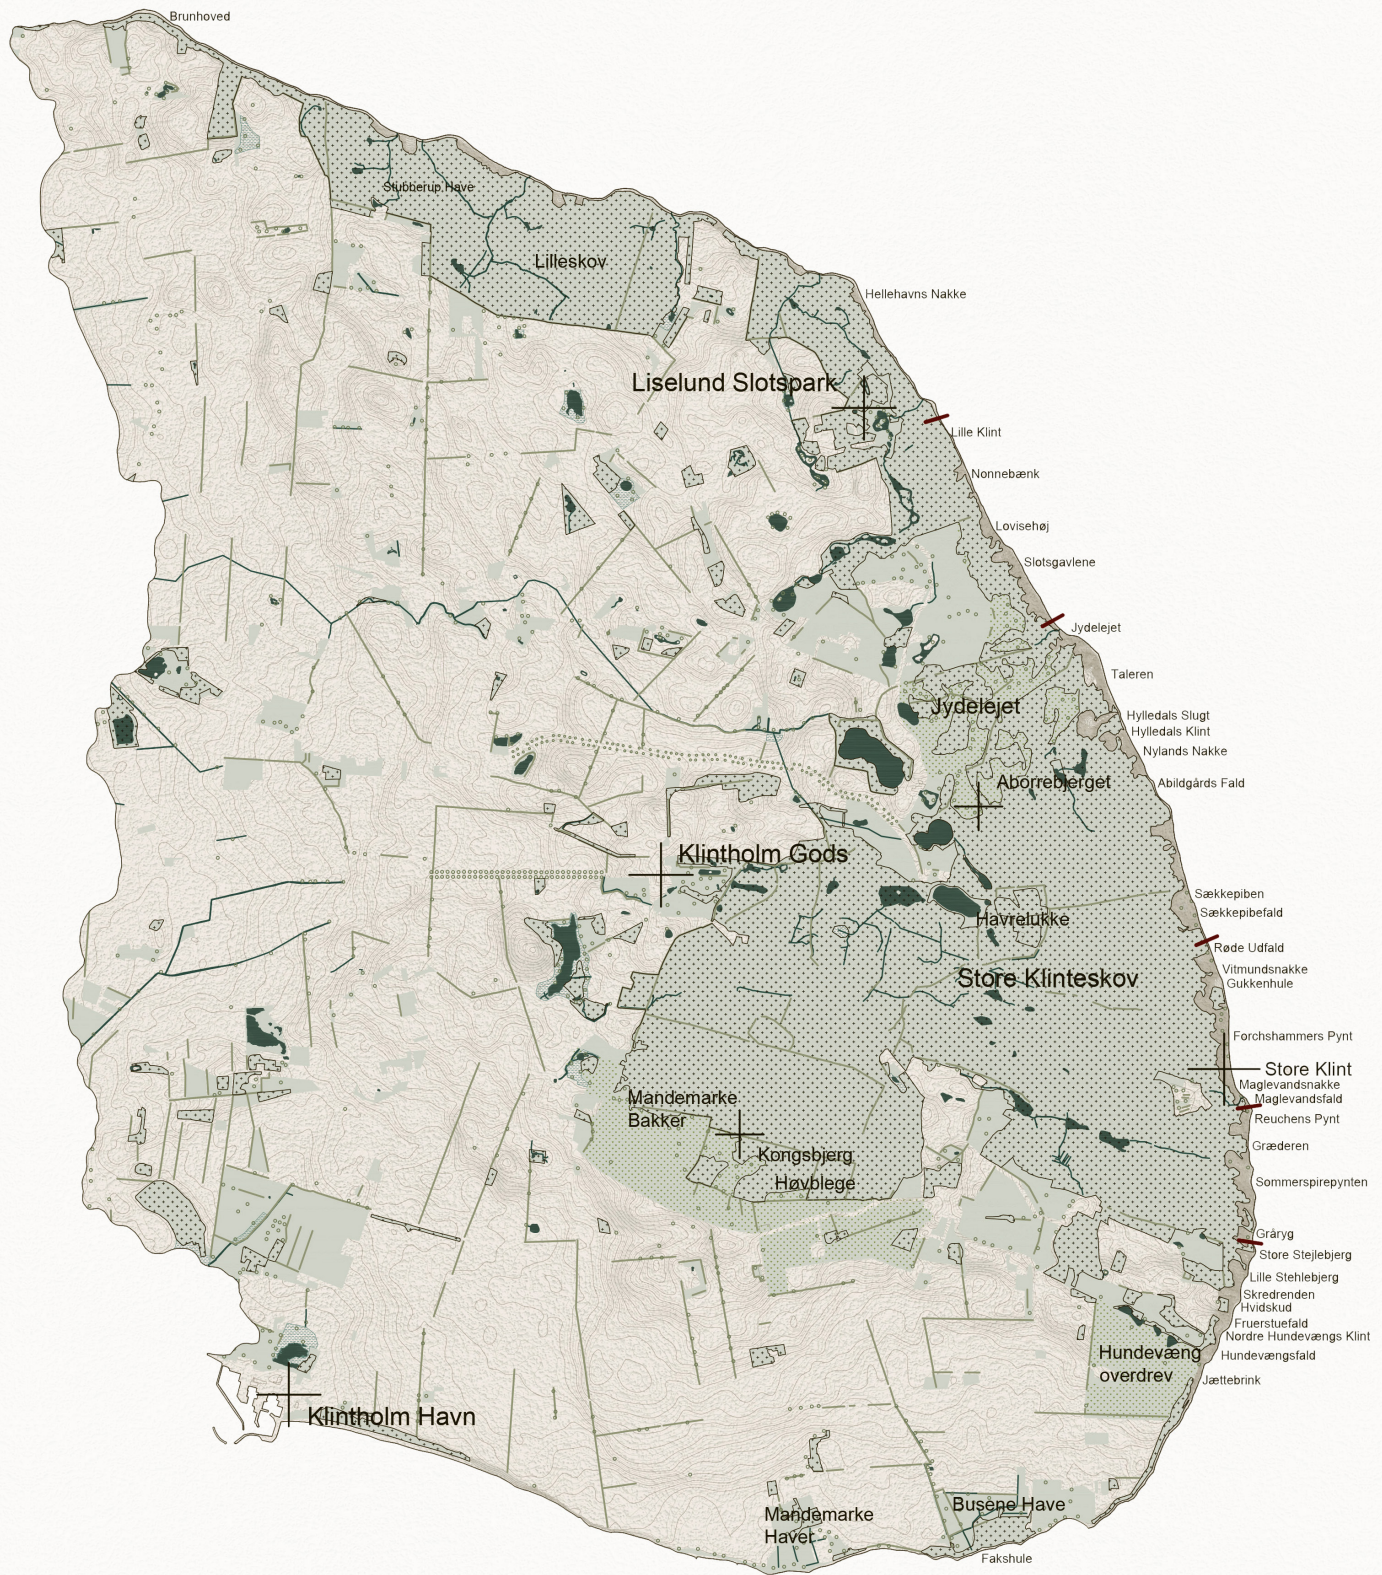 Brunhoved
Stubberup Have
Lilleskov
Hellehavns Nakke
Liselund Slotspark
Lille Klint
Nonnebænk
Lovisehøj
Slotsgavlene
Jydelejet
Taleren
Jydelejet
Hylledals Slugt
Hylledals Klint
Nylands Nakke
Aborrebjerget
Abildgårds Fald
Klintholm Gods
Sækkepiben
Sækkepibefald
Havrelukke
Røde Udfald
Vitmundsnakke
Store Klinteskov
Gukkenhule
Forchshammers Pynt
Store Klint
Maglevandsnakke
Maglevandsfald
Mandemarke
Bakker
Reuchens Pynt
Græderen
Kongsbjerg
Høvblege
Sommerspirepynten
Gråryg
Store Stejlebjerg
Lille Stehlebjerg
Skredrenden
Hvidskud
Fruerstuefald
Nordre Hundevængs Klint
Hundevæng
overdrev
Hundevængsfald
Jættebrink
Klintholm Havn
Busene Have
Mandemarke
Haver
Fakshule